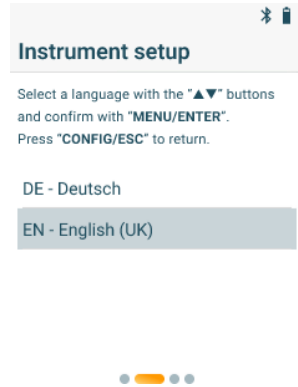 Instrument setup
Select a language with the "▲▼" buttons
and confirm with "MENU/ENTER".
Press "CONFIG/ESC" to return.
DE - Deutsch
EN - English (UK)